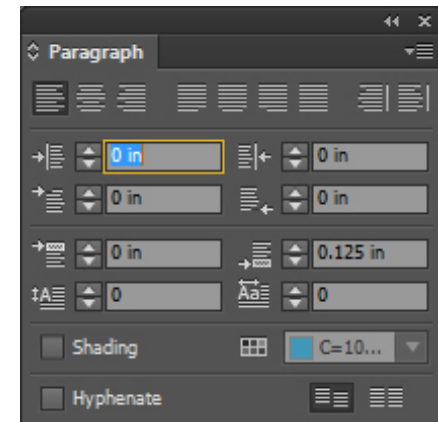 Paragraph
0 in 0 in
0 in 0 in
0 in 0.125 in
0 0
Shading C=10...
Hyphenate